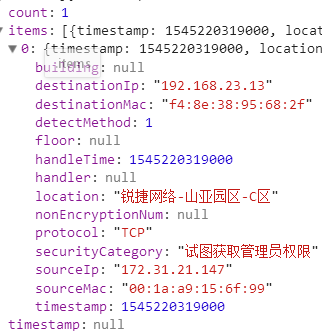 count: 1
items: [{timestamp: 1545220319000, locat
0: {timestamp: 1545220319000, location
building: null
items
destinationIp: "192.168.23.13"
destinationMac: "f4:8e:38:95:68:2f"
detectMethod: 1
floor: null
handleTime: 1545220319000
handler: null
location: "锐捷网络-山亚园区-C区"
nonEncryptionNum: null
protocol: "TCP"
securityCategory: "试图获取管理员权限"
sourceIp: "172.31.21.147"
sourceMac: "00:1a:a9:15:6f:99"
timestamp: 1545220319000
timestamp: null